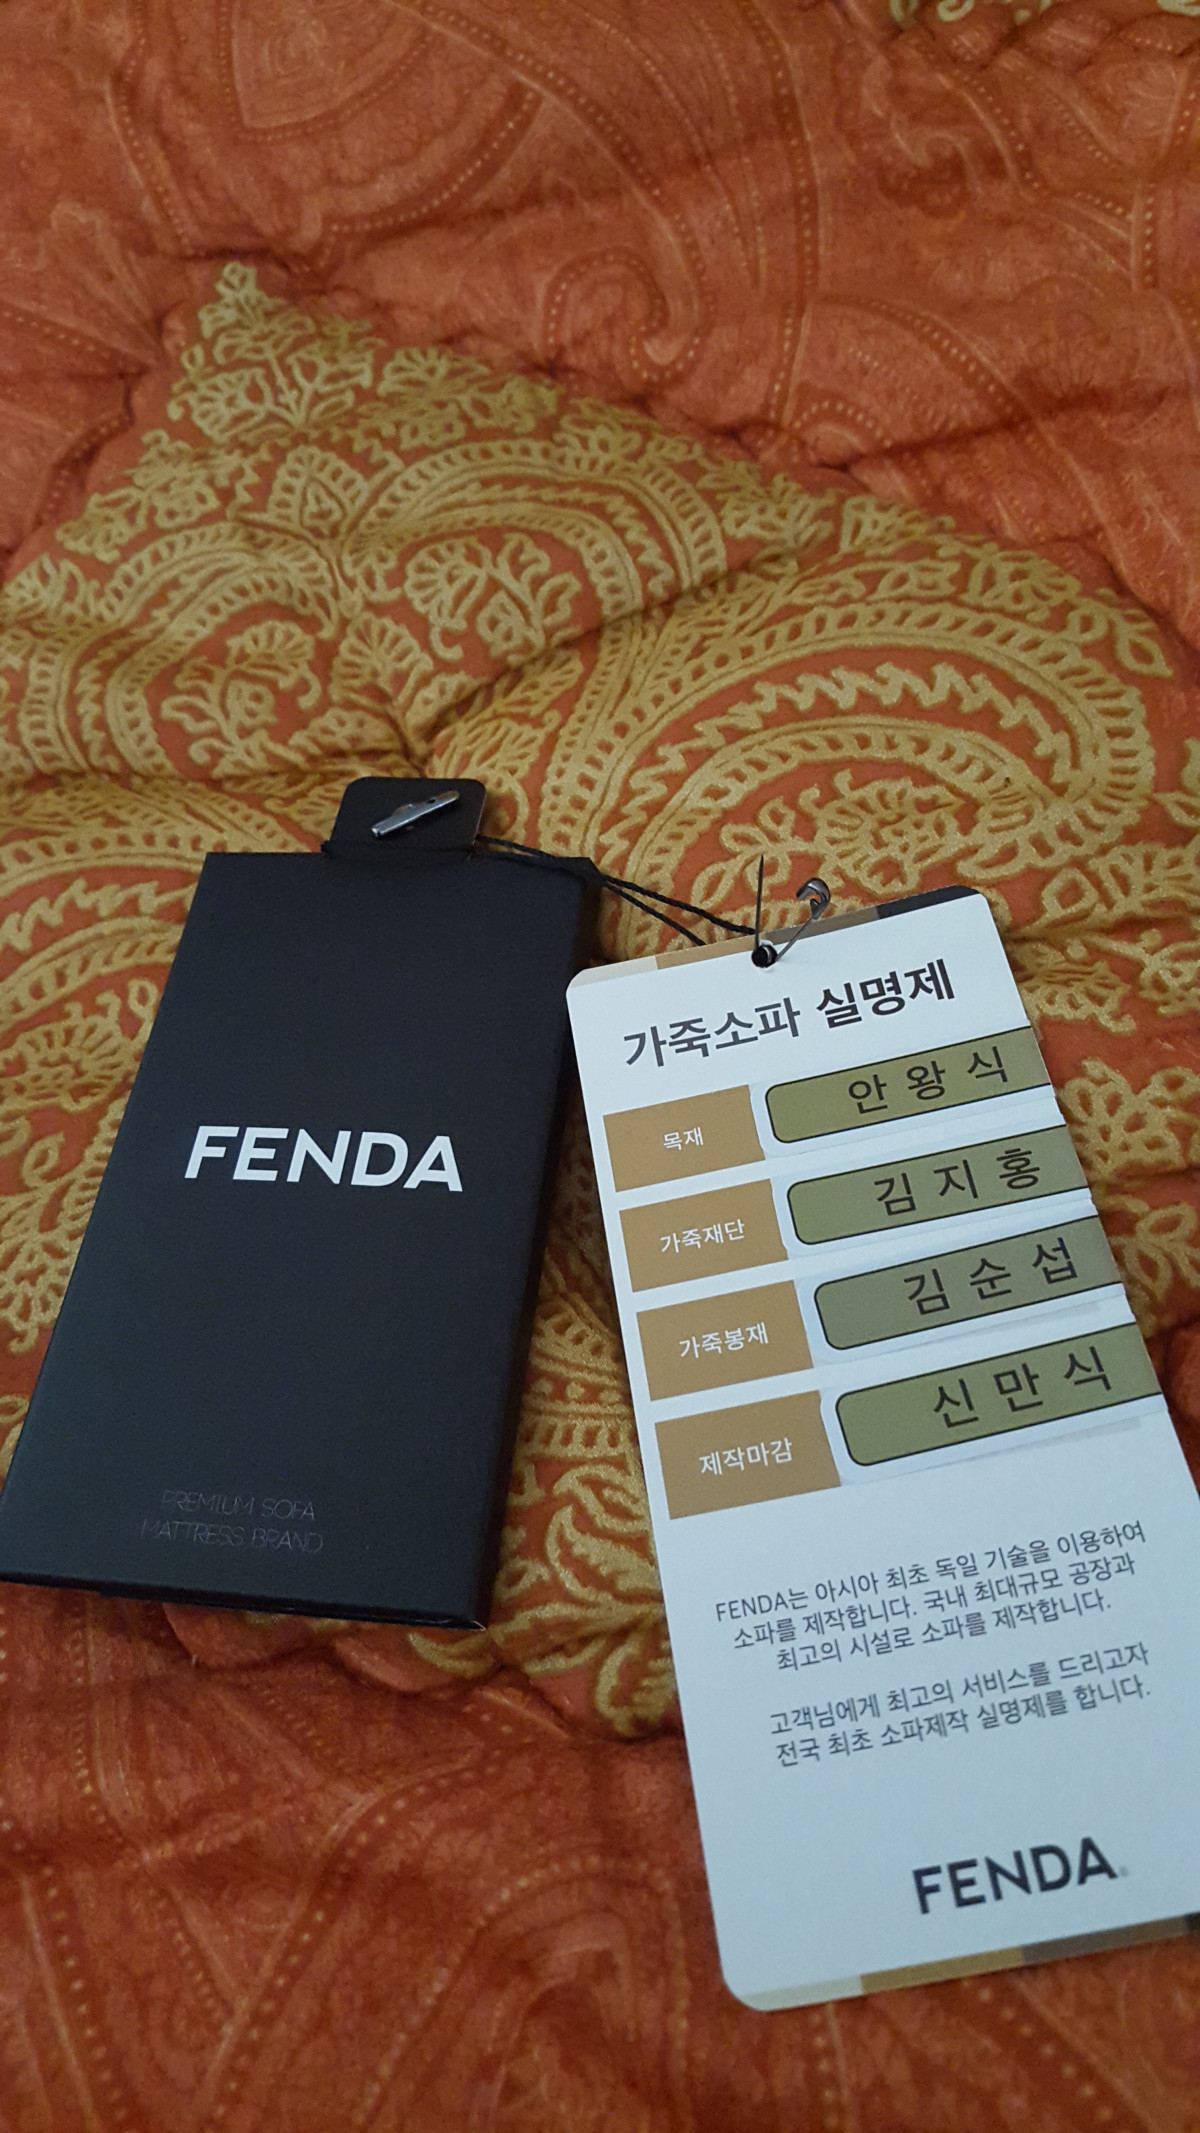 FENDA
PREMIUM SOFA
MATTRESS BRAND
가죽소파 실명제
목재 안왕식
가죽재단 김지홍
가죽봉재 김순섭
제작마감 신만식
FENDA는 아시아 최초 독일 기술을 이용하여
소파를 제작합니다. 국내 최대규모 공장과
최고의 시설로 소파를 제작합니다.
고객님에게 최고의 서비스를 드리고자
전국 최초 소파제작 실명제를 합니다.
FENDA